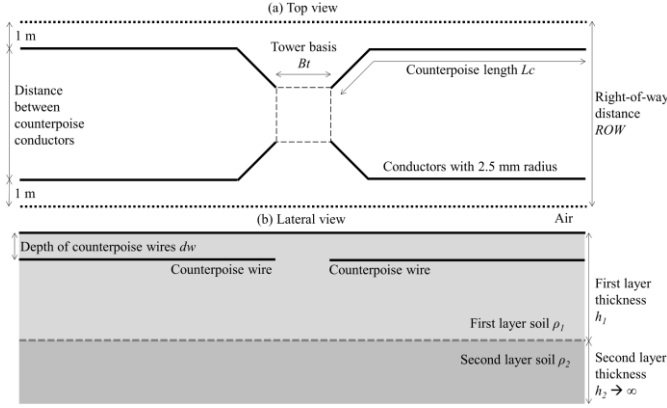 (a) Top view
1 m
Tower basis
Bt
Counterpoise length Lc
Distance
between
counterpoise
conductors
Right-of-way
distance
ROW
Conductors with 2.5 mm radius
1 m
(b) Lateral view
Air
Depth of counterpoise wires dw
Counterpoise wire
Counterpoise wire
First layer
thickness
h₁
First layer soil ρ₁
Second layer soil ρ₂
Second layer
thickness
h₂ → ∞